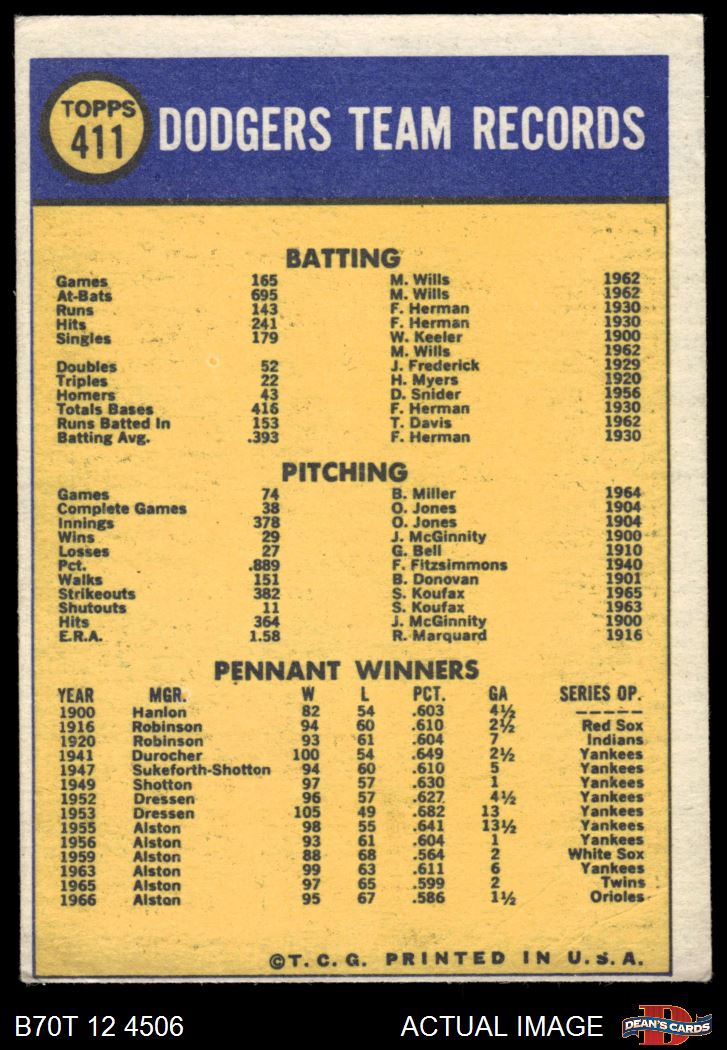 TOPPS
411
DODGERS TEAM RECORDS
BATTING
Games 165 M. Wills 1962
At-Bats 695 M. Wills 1962
Runs 143 F. Herman 1930
Hits 241 F. Herman 1930
Singles 179 W. Keeler 1900
M. Wills 1962
Doubles 52 J. Frederick 1929
Triples 22 H. Myers 1920
Homers 43 D. Snider 1956
Totals Bases 416 F. Herman 1930
Runs Batted In 153 T. Davis 1962
Batting Avg. .393 F. Herman 1930
PITCHING
Games 74 B. Miller 1964
Complete Games 38 O. Jones 1904
Innings 378 O. Jones 1904
Wins 29 J. McGinnity 1900
Losses 27 G. Bell 1910
Pct. .889 F. Fitzsimmons 1940
Walks 151 B. Donovan 1901
Strikeouts 382 S. Koufax 1965
Shutouts 11 S. Koufax 1963
Hits 364 J. McGinnity 1900
E.R.A. 1.58 R. Marquard 1916
PENNANT WINNERS
YEAR MGR. W L PCT. GA SERIES OP.
1900 Hanlon 82 54 .603 4½ ------
1916 Robinson 94 60 .610 2½ Red Sox
1920 Robinson 93 61 .604 7 Indians
1941 Durocher 100 54 .649 2½ Yankees
1947 Sukeforth-Shotton 94 60 .610 5 Yankees
1949 Shotton 97 57 .630 1 Yankees
1952 Dressen 96 57 .627 4½ Yankees
1953 Dressen 105 49 .682 13 Yankees
1955 Alston 98 55 .641 13½ Yankees
1956 Alston 93 61 .604 1 Yankees
1959 Alston 88 68 .564 2 White Sox
1963 Alston 99 63 .611 6 Yankees
1965 Alston 97 65 .599 2 Twins
1966 Alston 95 67 .586 1½ Orioles
©T. C. G. PRINTED IN U.S.A.
B70T 12 4506 ACTUAL IMAGE DEAN'S CARDS